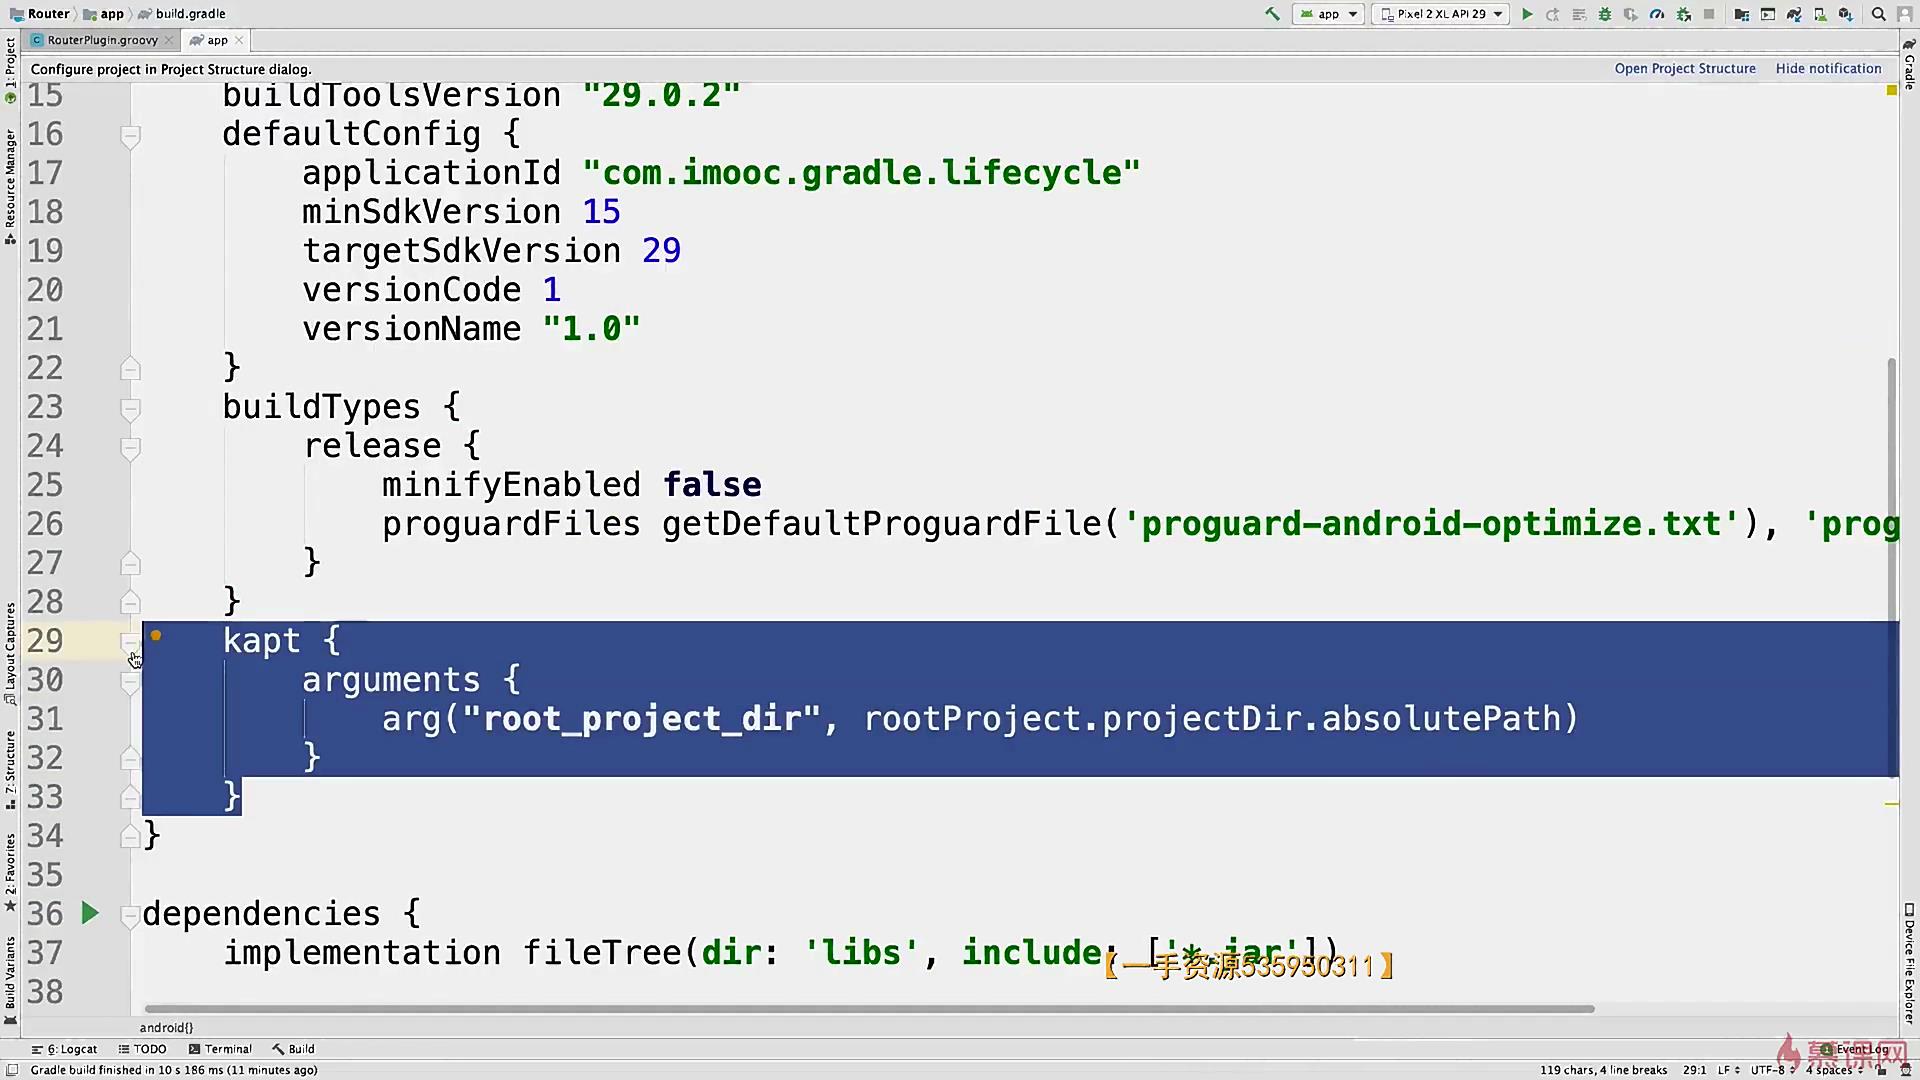 Router app build.gradle
app Pixel 2 XL API 29
RouterPlugin.groovy app
Configure project in Project Structure dialog. Open Project Structure Hide notification
15 buildToolsVersion "29.0.2"
16 defaultConfig {
17 applicationId "com.imooc.gradle.lifecycle"
18 minSdkVersion 15
19 targetSdkVersion 29
20 versionCode 1
21 versionName "1.0"
22 }
23 buildTypes {
24 release {
25 minifyEnabled false
26 proguardFiles getDefaultProguardFile('proguard-android-optimize.txt'), 'prog
27 }
28 }
29 kapt {
30 arguments {
31 arg("root_project_dir", rootProject.projectDir.absolutePath)
32 }
33 }
34 }
35
36 dependencies {
37 implementation fileTree(dir: 'libs', include: ['*.jar'])
【一手资源535950311】
38
android{}
6: Logcat TODO Terminal Build Event Log
Gradle build finished in 10 s 186 ms (11 minutes ago) 119 chars, 4 line breaks 29:1 LF UTF-8 4 spaces
慕课网
1: Project
Resource Manager
Layout Captures
7: Structure
2: Favorites
Build Variants
Gradle
Device File Explorer